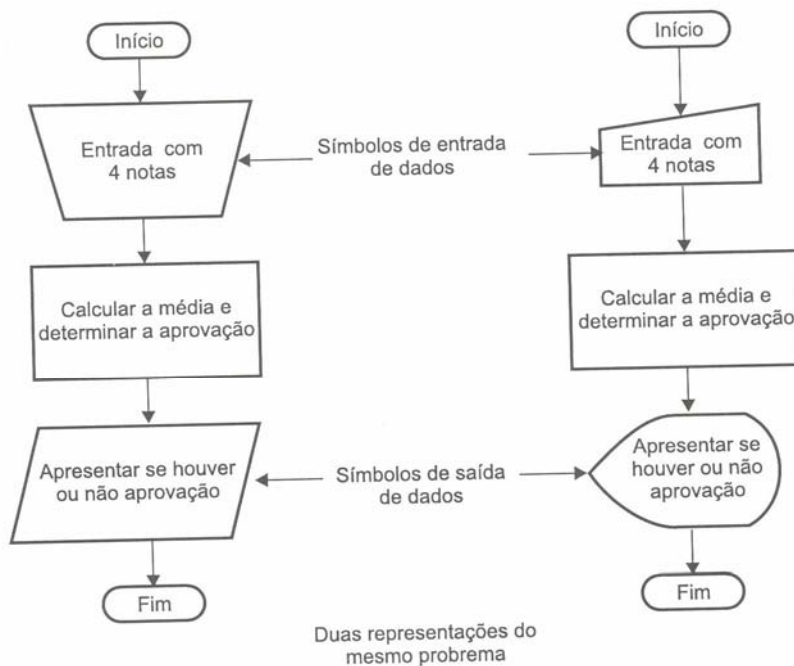 Início
Entrada com
4 notas
Calcular a média e
determinar a aprovação
Apresentar se houver
ou não aprovação
Fim
Símbolos de entrada
de dados
Símbolos de saída
de dados
Início
Entrada com
4 notas
Calcular a média e
determinar a aprovação
Apresentar se
houver ou não
aprovação
Fim
Duas representações do
mesmo probrema